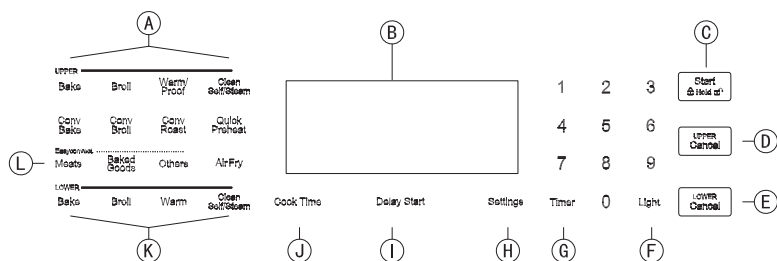 A
B
C
UPPER
Bake Broil Warm/Proof Clean Self/Steam
1 2 3
Start
Hold
Conv Bake Conv Broil Conv Roast Quick Preheat
4 5 6
UPPER
Cancel
D
Easyconvect
L
Meats Baked Goods Others AirFry
7 8 9
LOWER
Bake Broil Warm Clean Self/Steam
Cook Time Delay Start Settings Timer 0 Light
LOWER
Cancel
E
K
J
I
H
G
F